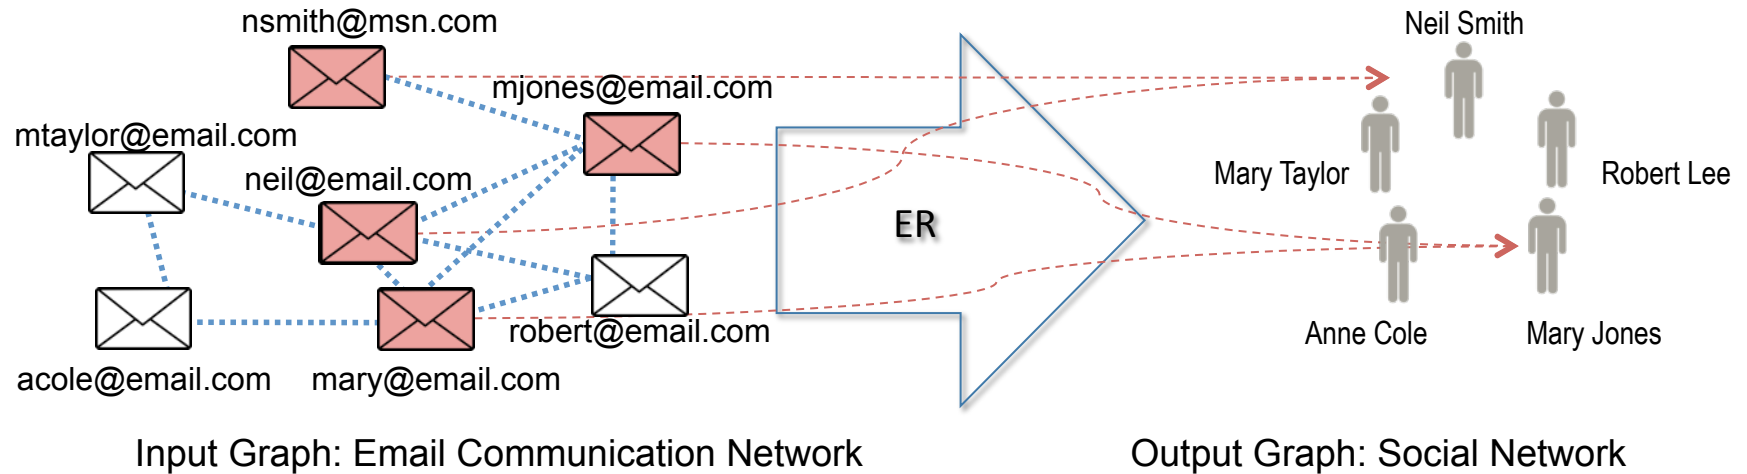 Neil Smith
nsmith@msn.com
mjones@email.com
mtaylor@email.com
neil@email.com
Mary Taylor
Robert Lee
ER
robert@email.com
Anne Cole
Mary Jones
acole@email.com
mary@email.com
Input Graph: Email Communication Network
Output Graph: Social Network